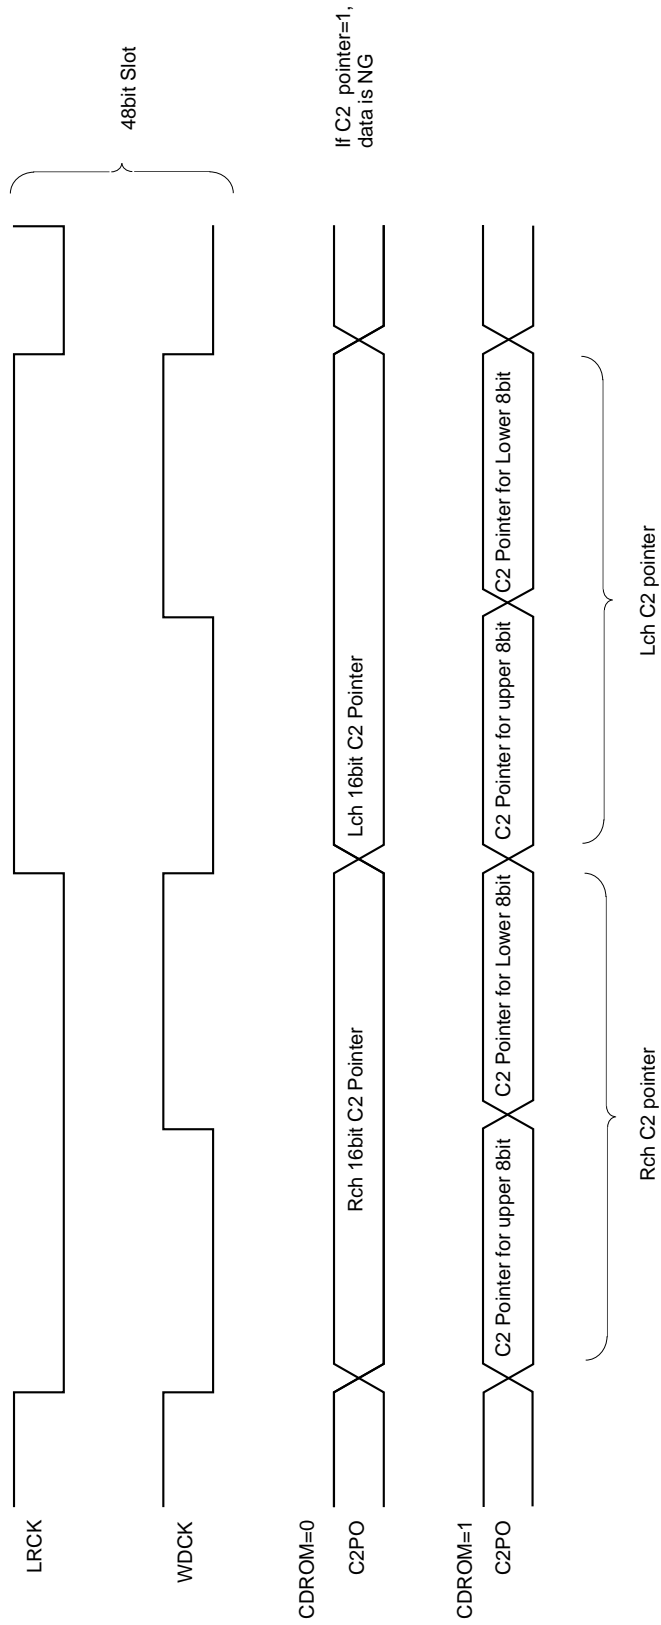 LRCK
48bit Slot
WDCK
CDROM=0
C2PO
Rch 16bit C2 Pointer
Lch 16bit C2 Pointer
If C2 pointer=1,
data is NG
CDROM=1
C2PO
C2 Pointer for upper 8bit
C2 Pointer for Lower 8bit
C2 Pointer for upper 8bit
C2 Pointer for Lower 8bit
Rch C2 pointer
Lch C2 pointer